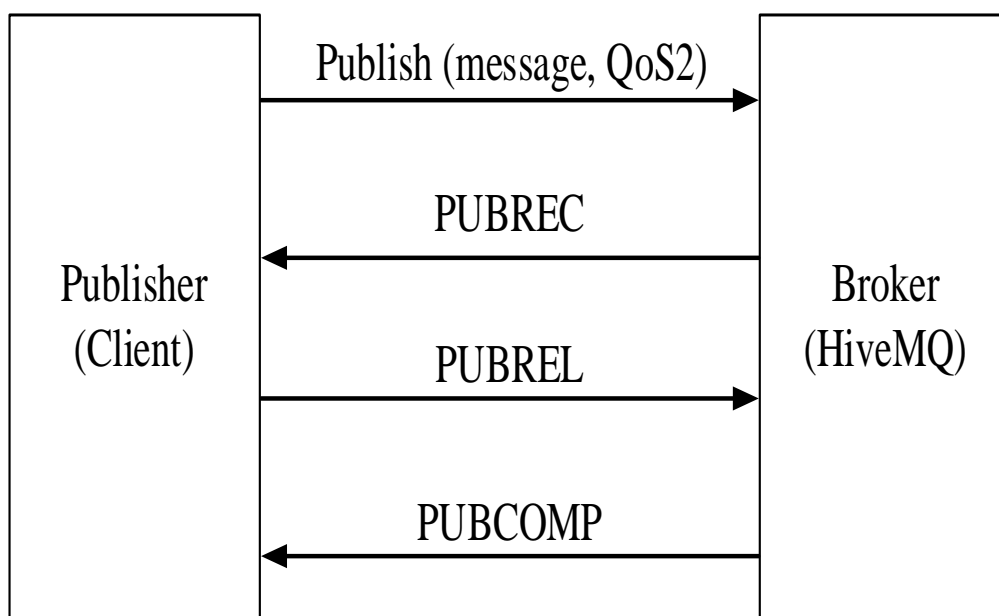 Publish (message, QoS2)
PUBREC
Publisher
(Client)
Broker
(HiveMQ)
PUBREL
PUBCOMP